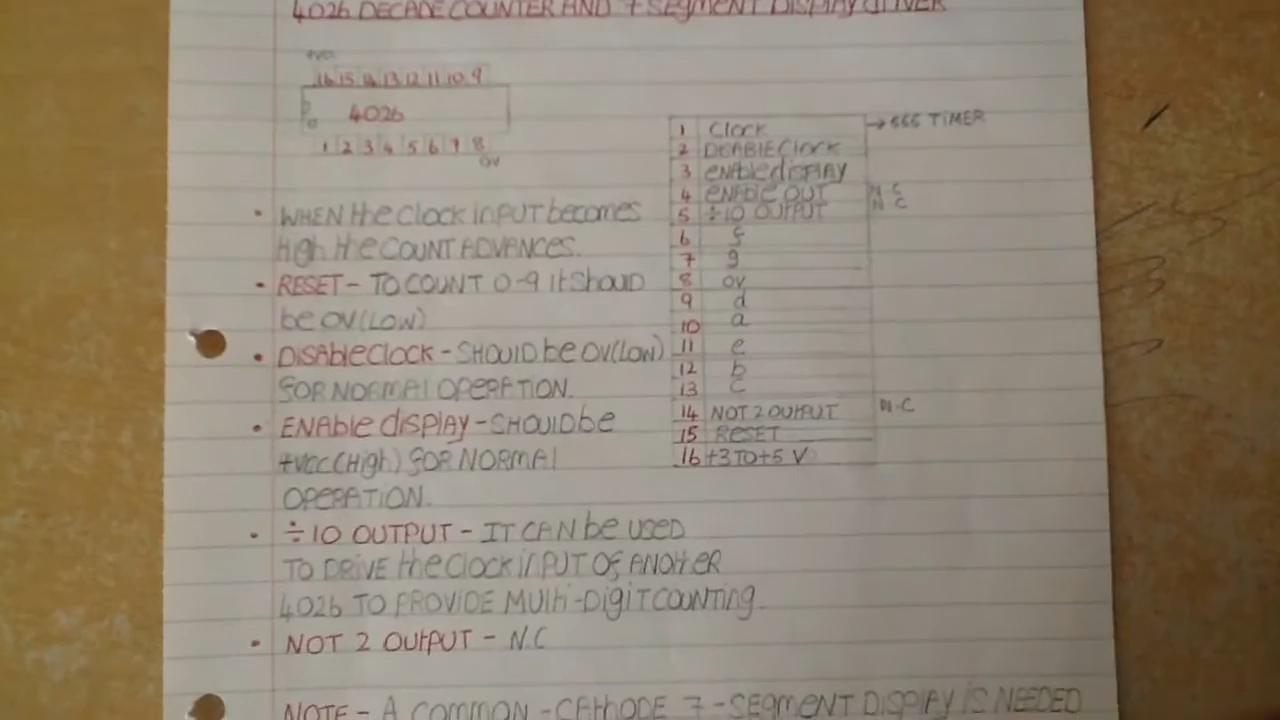 4026 DECADE COUNTER AND 7 SEGMENT DISPLAY DRIVER
+VCC
16 15 14 13 12 11 10 9
4026
1 2 3 4 5 6 7 8
0V
1 Clock → 555 TIMER
2 DISABLE Clock
3 enable display
4 ENABLE OUT N C
5 ÷10 OUTPUT N C
6 f
7 g
8 0V
9 d
10 a
11 e
12 b
13 c
14 NOT 2 OUTPUT N.C
15 RESET
16 +3 TO +5 V
• WHEN the Clock inPUT becomes
High the COUNT ADVANCES.
• RESET - TO COUNT 0-9 it Should
be 0V(LOW)
• DISAble Clock - SHOULD be 0V(LOW)
FOR NORMAl OPERATION.
• ENAble display - SHOUlD be
+VCC (High) FOR NORMAl
OPERATION.
• ÷10 OUTPUT - IT CAN be USED
TO DRIVE the Clock inPUT OF ANOTHER
4026 TO PROVIDE MUlti-Digit COUNTING.
• NOT 2 OUTPUT - N.C
NOTE - A COMMON - CATHODE 7 - SEGMENT DISPlAY iS NEEDED